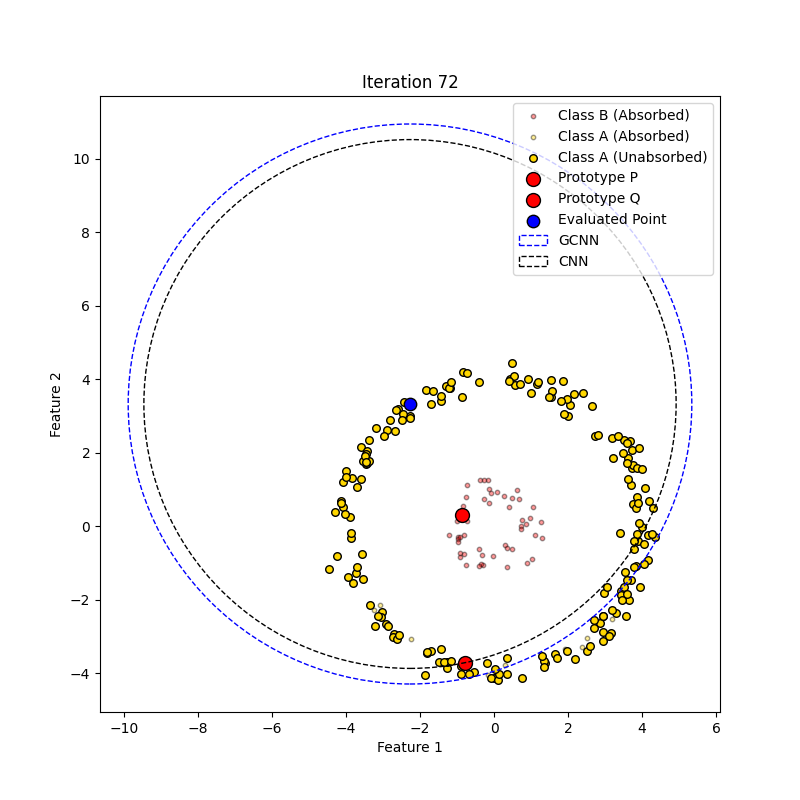 Iteration 72
Class B (Absorbed)
Class A (Absorbed)
Class A (Unabsorbed)
Prototype P
Prototype Q
Evaluated Point
GCNN
CNN
10
8
6
4
2
0
−2
−4
Feature 2
−10
−8
−6
−4
−2
0
2
4
6
Feature 1